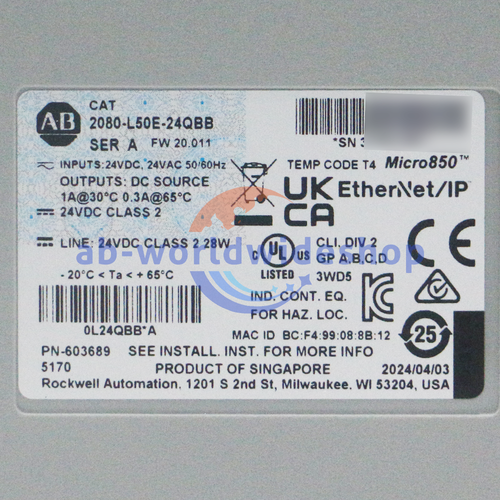 AB
CAT
2080-L50E-24QBB
SER A FW 20.011
*SN 3
INPUTS: 24VDC, 24VAC 50/60Hz
TEMP CODE T4 Micro850™
OUTPUTS: DC SOURCE
1A@30°C 0.3A@65°C
24VDC CLASS 2
UK
CA
EtherNet/IP
CE
LINE: 24VDC CLASS 2 28W
-20°C < Ta < +65°C
C UL US
LISTED
CL I, DIV 2
GP A,B,C,D
3WD5
ab-worldwideshop
IND. CONT. EQ.
FOR HAZ. LOC.
0L24QBB*A
MAC ID BC:F4:99:08:8B:12
25
PN-603689 SEE INSTALL. INST. FOR MORE INFO
5170 PRODUCT OF SINGAPORE 2024/04/03
Rockwell Automation. 1201 S 2nd St, Milwaukee. WI 53204, USA